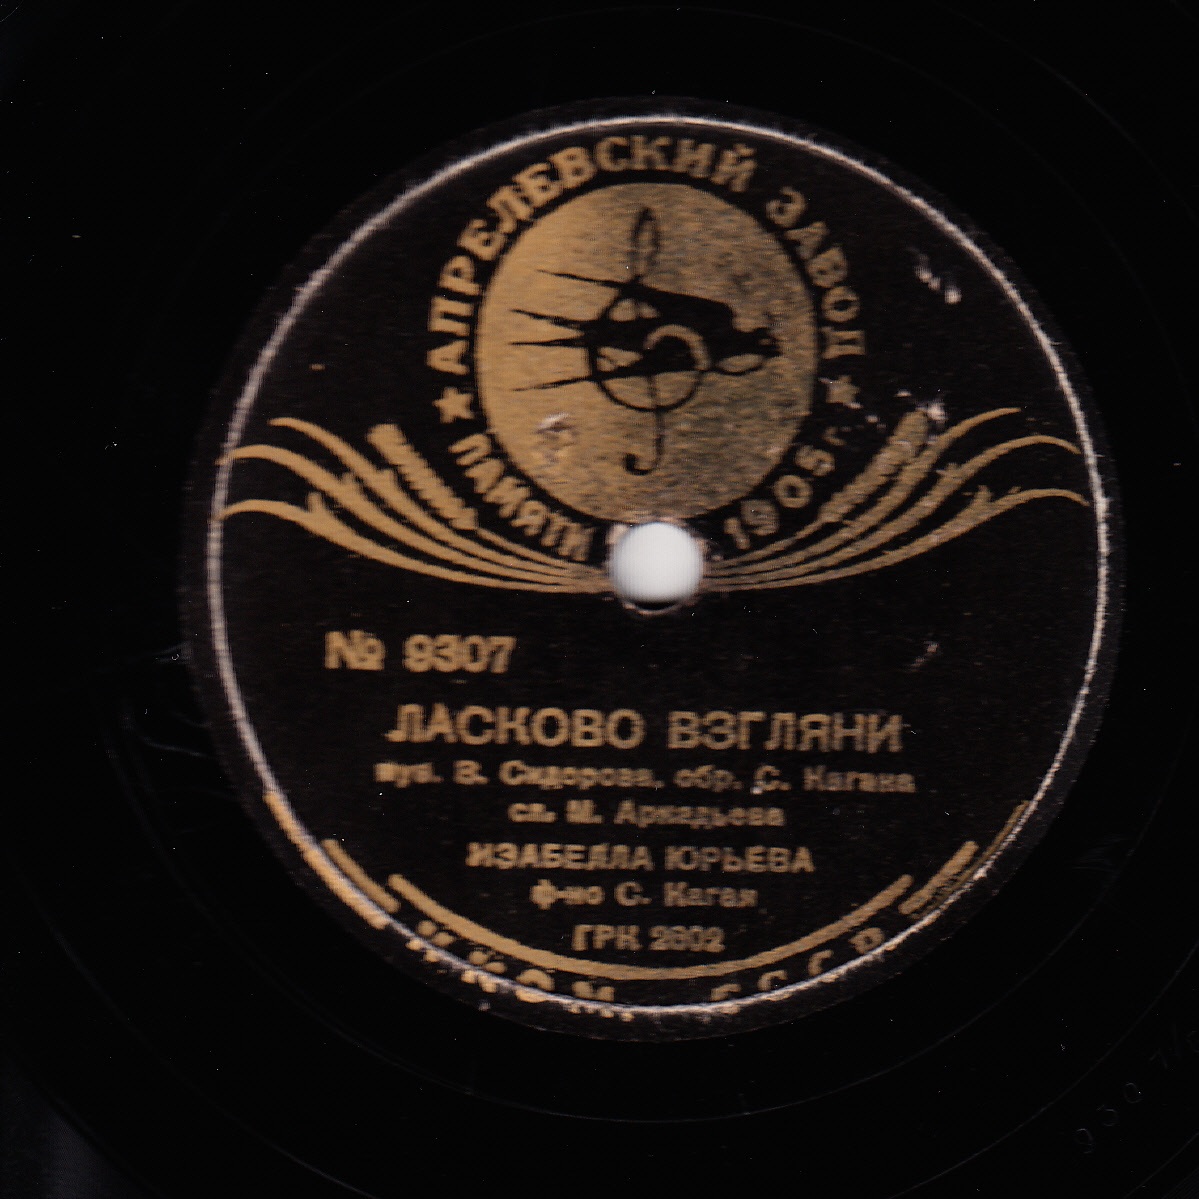 АПРЕЛЕВСКИЙ ЗАВОД
ПАМЯТИ 1905 г.
№ 9307
ЛАСКОВО ВЗГЛЯНИ
муз. В. Сидорова, обр. С. Кагана
сл. М. Аркадьева
ИЗАБЕЛЛА ЮРЬЕВА
ф-но С. Каган
ГРК 2602